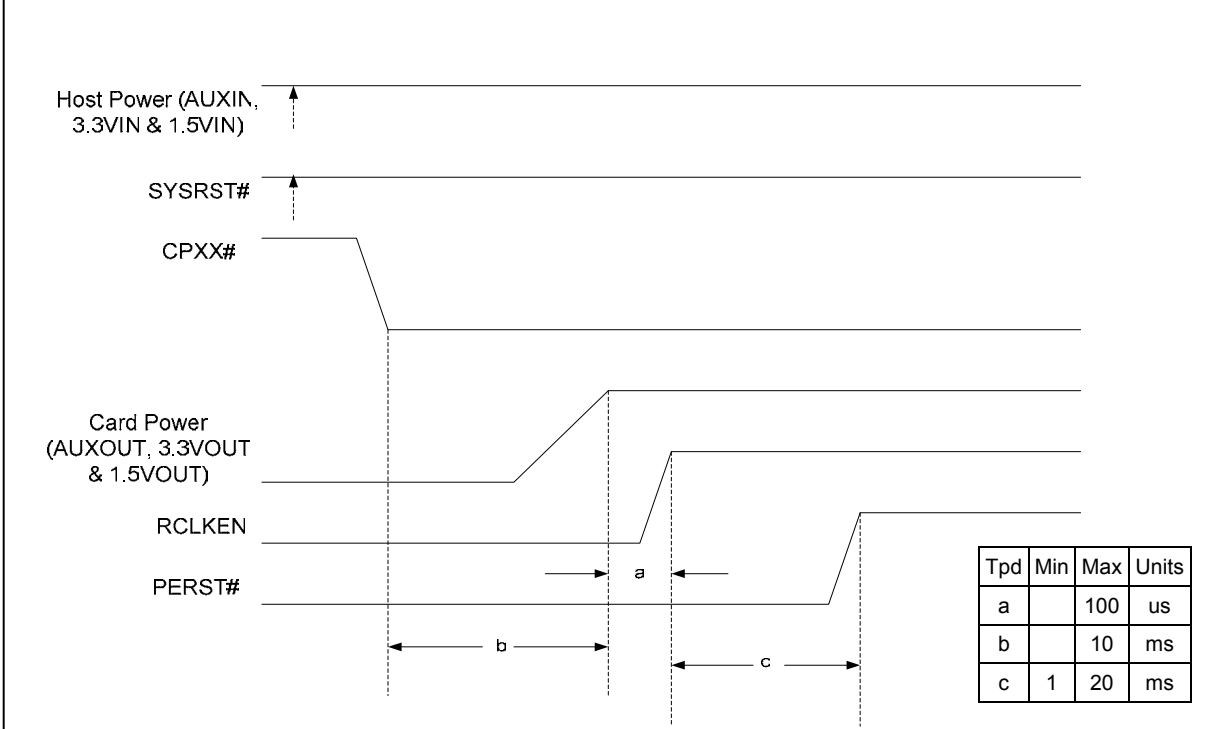 Host Power (AUXIN,
3.3VIN & 1.5VIN)
SYSRST#
CPXX#
Card Power
(AUXOUT, 3.3VOUT
& 1.5VOUT)
RCLKEN
PERST#
a
b
c
Tpd Min Max Units
a 100 us
b 10 ms
c 1 20 ms